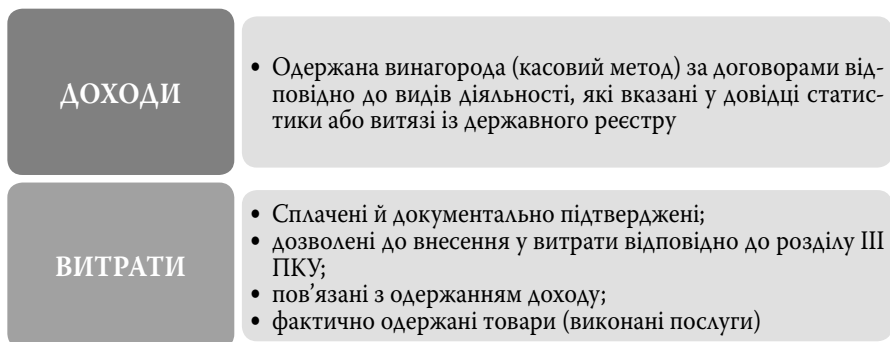 ДОХОДИ
• Одержана винагорода (касовий метод) за договорами від-
повідно до видів діяльності, які вказані у довідці статис-
тики або витязі із державного реєстру
ВИТРАТИ
• Сплачені й документально підтверджені;
• дозволені до внесення у витрати відповідно до розділу III
ПКУ;
• пов’язані з одержанням доходу;
• фактично одержані товари (виконані послуги)